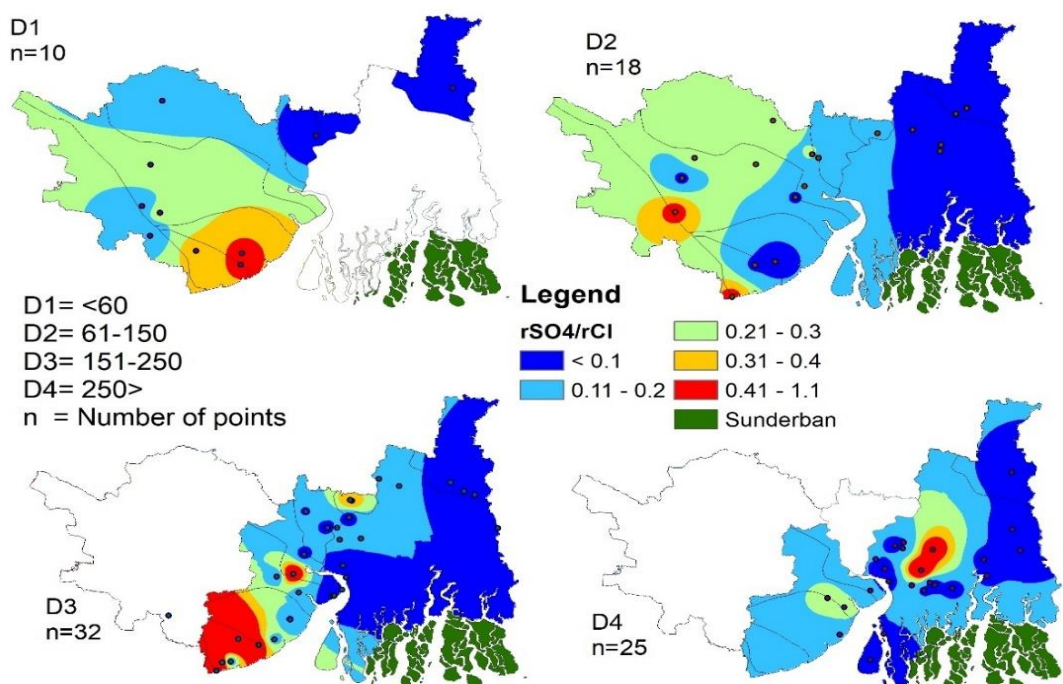 D1
n=10
D2
n=18
D1= <60
D2= 61-150
D3= 151-250
D4= 250>
n = Number of points
Legend
rSO4/rCl
< 0.1
0.11 - 0.2
0.21 - 0.3
0.31 - 0.4
0.41 - 1.1
Sunderban
D3
n=32
D4
n=25